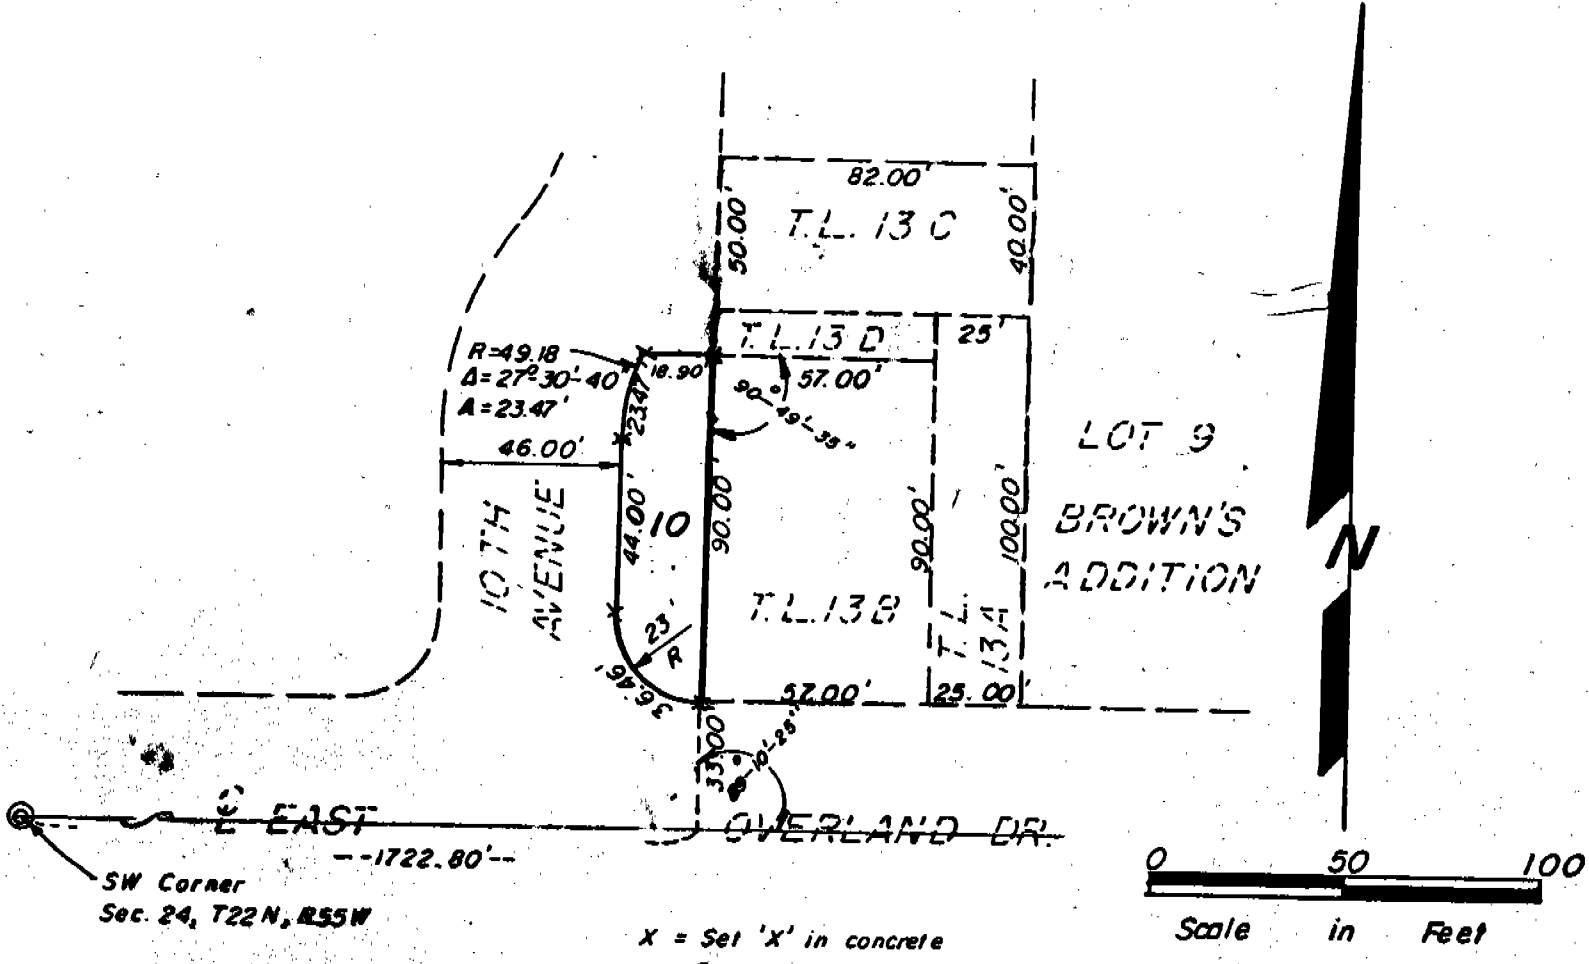 82.00'
50.00'
T.L. 13 C
40.00'
T.L. 13 D
25'
R=49.18
Δ=27°-30'-40"
A=23.47'
23.47'
18.90'
57.00'
90°-49'-35"
46.00'
10TH
AVENUE
44.00'
10
90.00'
90.00'
100.00'
LOT 9
BROWN'S
ADDITION
N
T.L. 13 B
T.L.
13 A
23'
R
36.46'
57.00'
25.00'
33.00
-10'-25"
℄ EAST
OVERLAND DR.
--1722.80'--
SW Corner
Sec. 24, T22N, R55W
X = Set 'X' in concrete
0 50 100
Scale in Feet